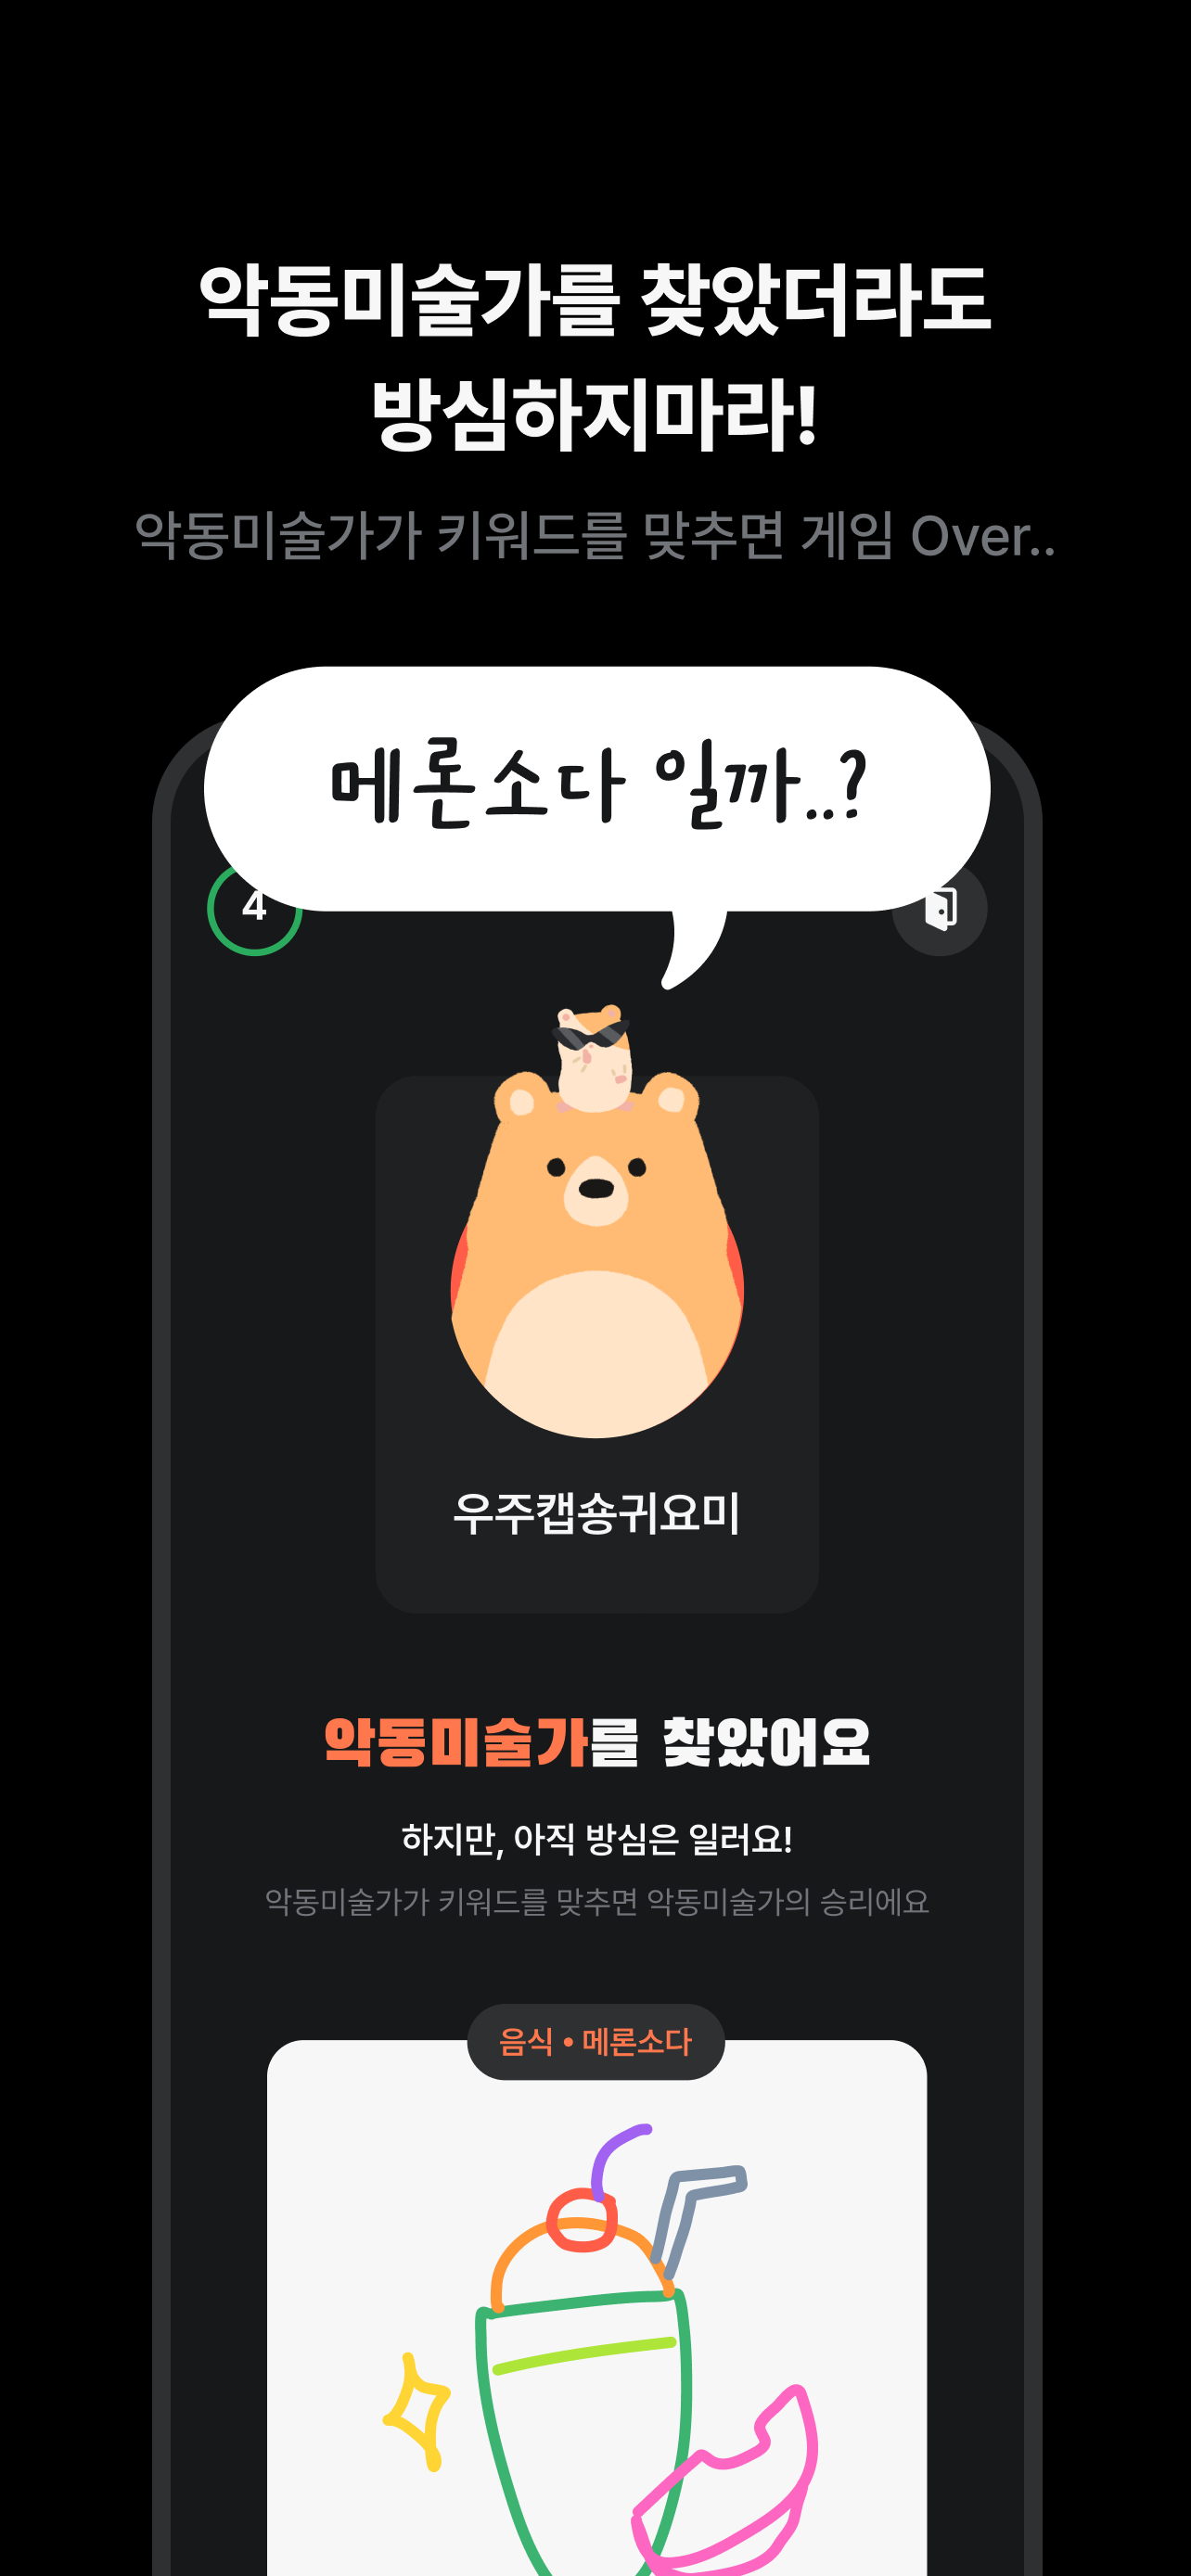 악동미술가를 찾았더라도
방심하지마라!
악동미술가가 키워드를 맞추면 게임 Over..
메론소다 일까..?
4
우주캡숑귀요미
악동미술가를 찾았어요
하지만, 아직 방심은 일러요!
악동미술가가 키워드를 맞추면 악동미술가의 승리에요
음식 • 메론소다